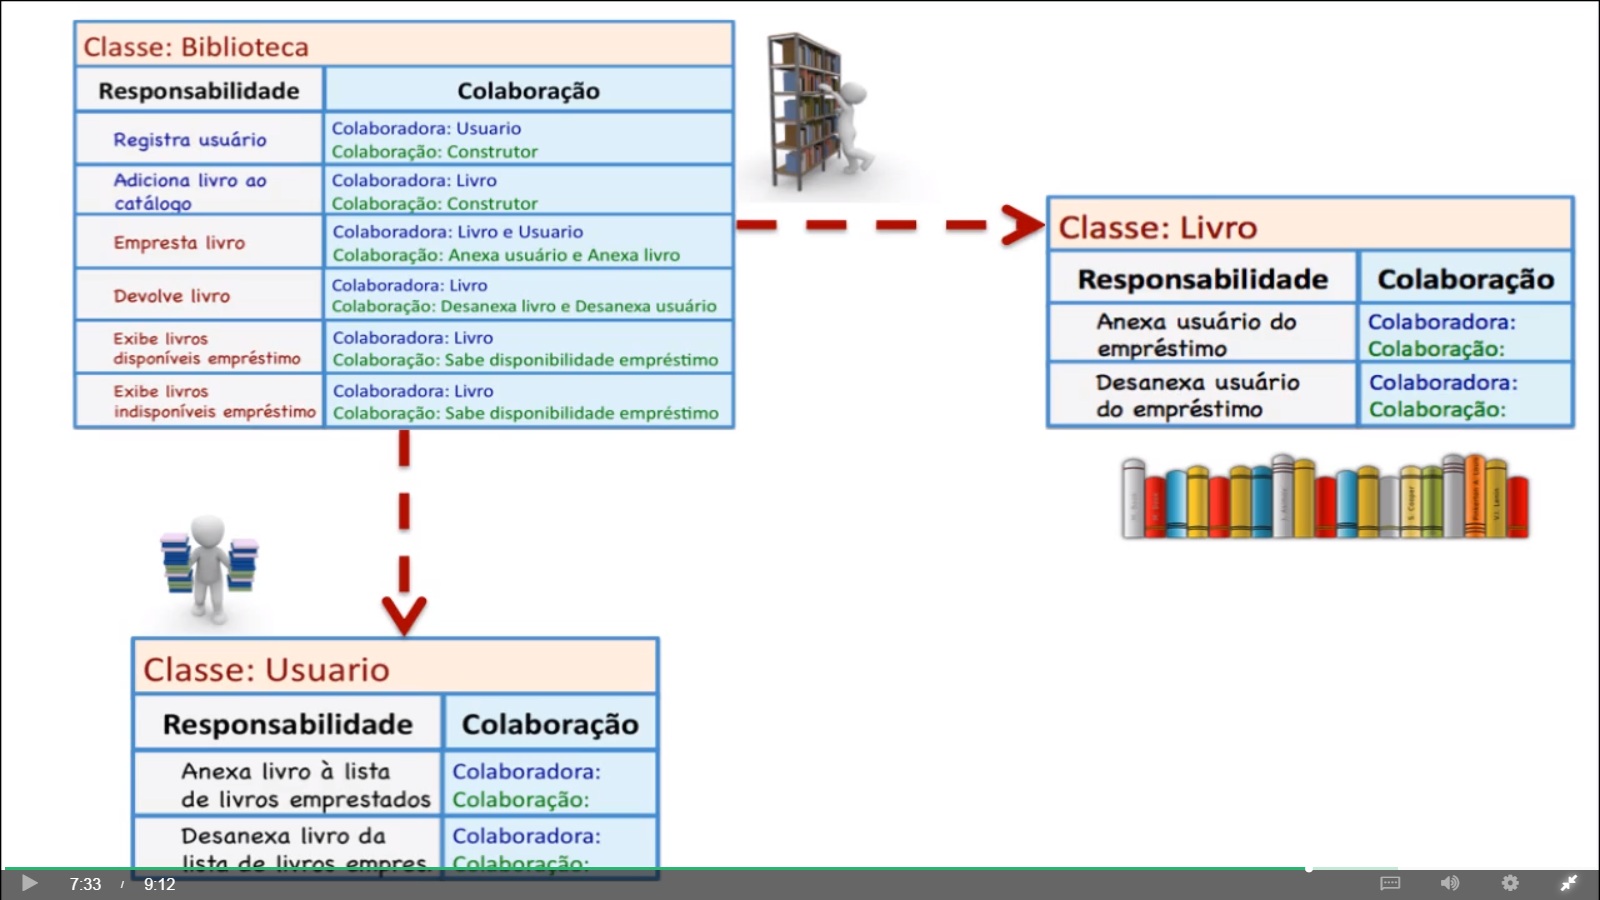 Classe: Biblioteca
Responsabilidade
Colaboração
Registra usuário
Colaboradora: Usuario
Colaboração: Construtor
Adiciona livro ao
catálogo
Colaboradora: Livro
Colaboração: Construtor
Empresta livro
Colaboradora: Livro e Usuario
Colaboração: Anexa usuário e Anexa livro
Devolve livro
Colaboradora: Livro
Colaboração: Desanexa livro e Desanexa usuário
Exibe livros
disponíveis empréstimo
Colaboradora: Livro
Colaboração: Sabe disponibilidade empréstimo
Exibe livros
indisponíveis empréstimo
Colaboradora: Livro
Colaboração: Sabe disponibilidade empréstimo
Classe: Livro
Responsabilidade
Colaboração
Anexa usuário do
empréstimo
Colaboradora:
Colaboração:
Desanexa usuário
do empréstimo
Colaboradora:
Colaboração:
S. Cooper
V.I. Lenin
Classe: Usuario
Responsabilidade
Colaboração
Anexa livro à lista
de livros emprestados
Colaboradora:
Colaboração:
Desanexa livro da
lista de livros empres.
Colaboradora:
Colaboração:
7:33 / 9:12